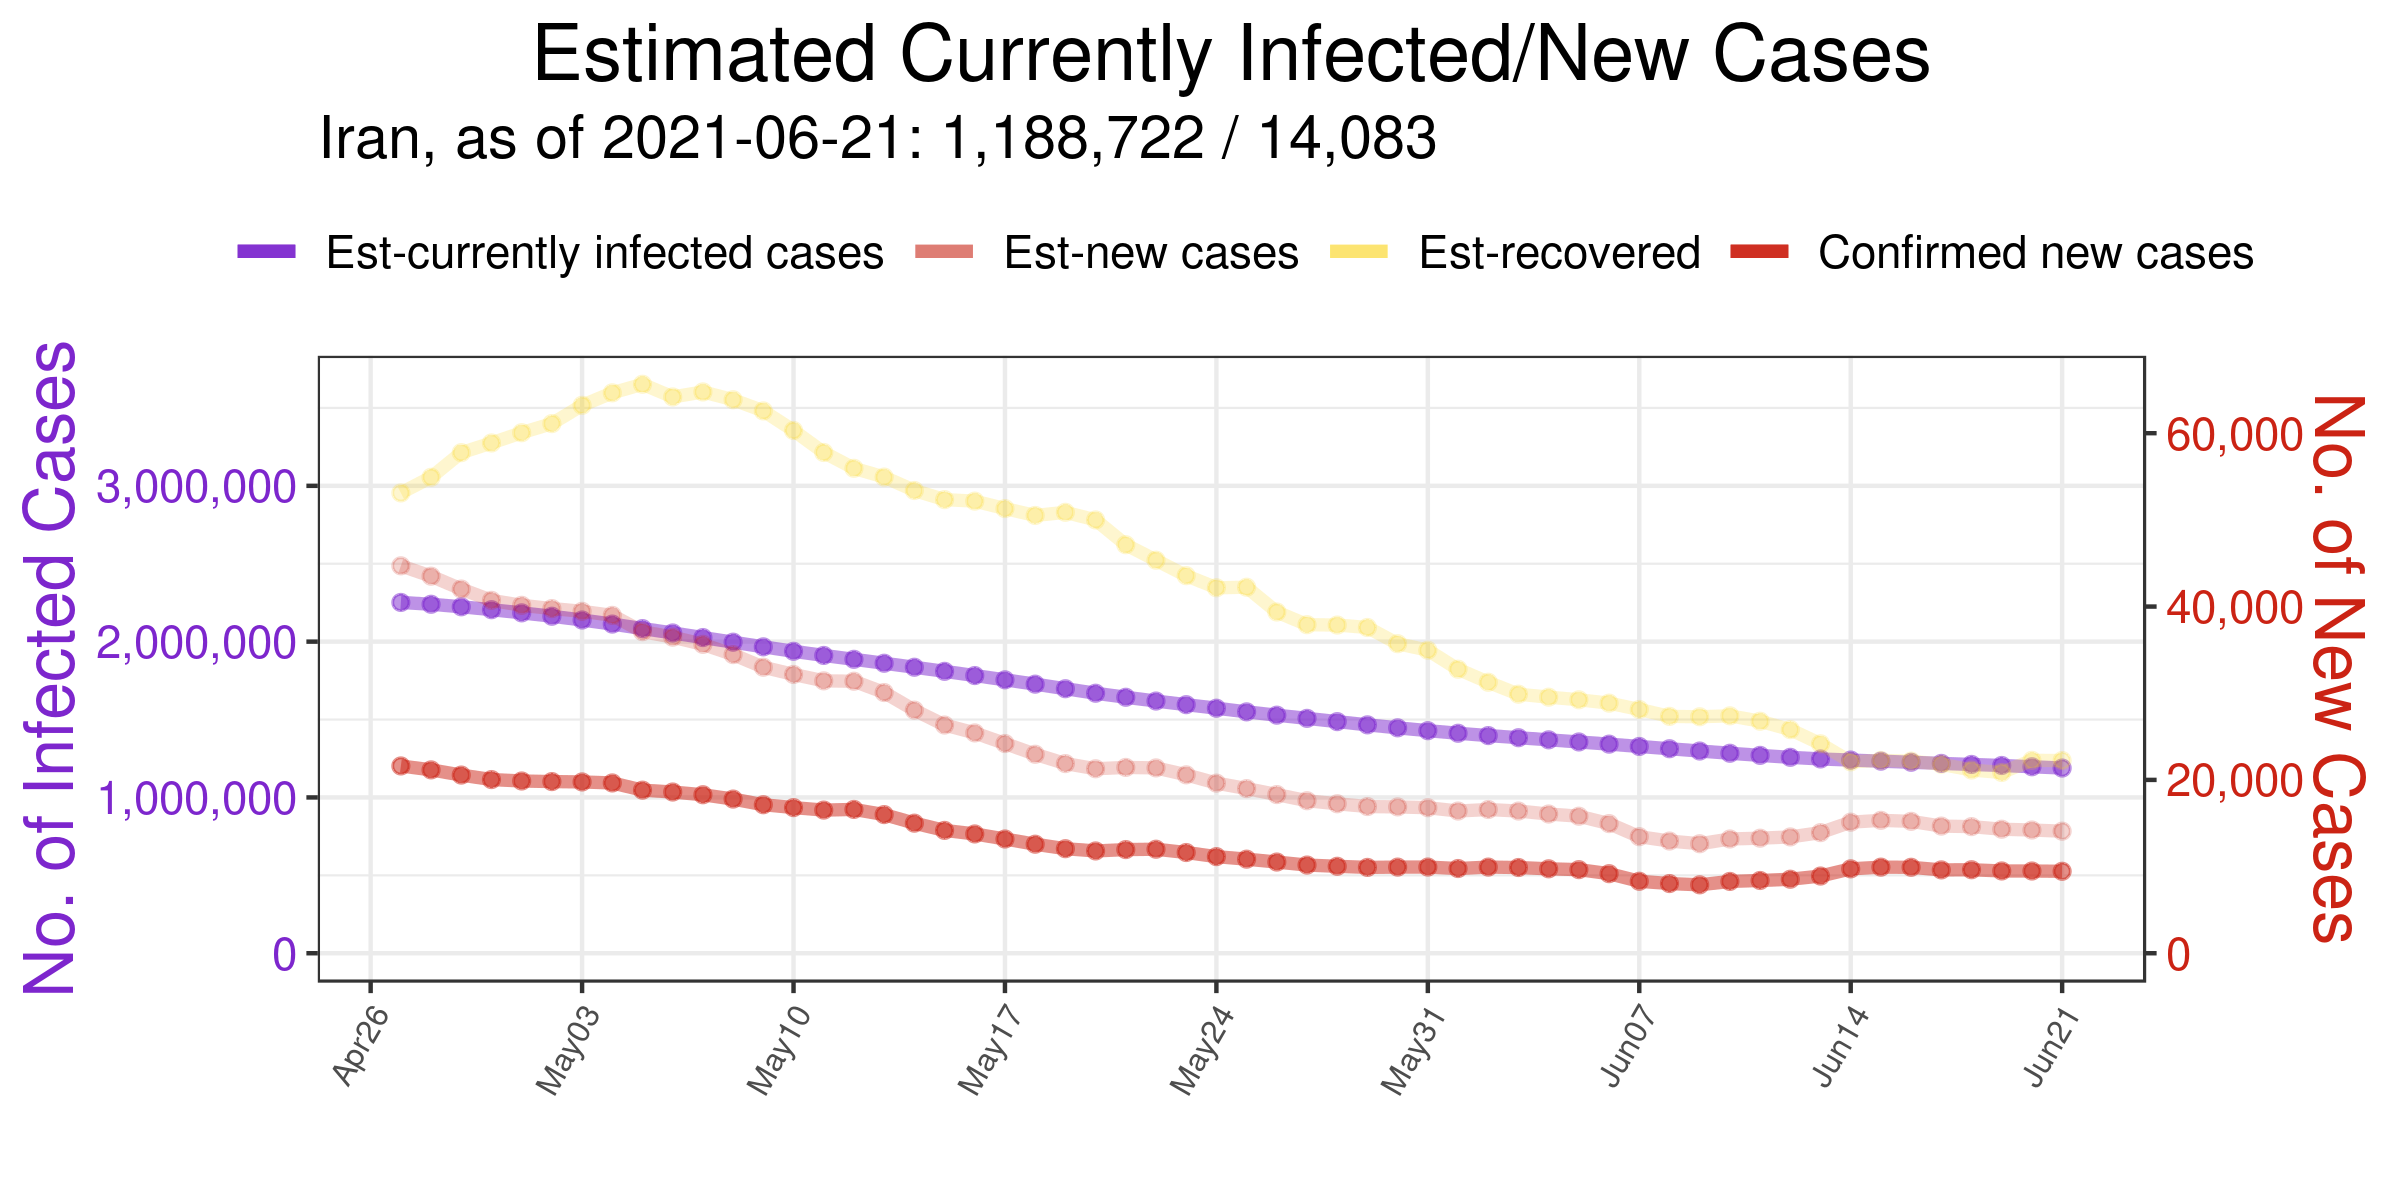 Estimated Currently Infected/New Cases
Iran, as of 2021-06-21: 1,188,722 / 14,083
Est-currently infected cases Est-new cases Est-recovered Confirmed new cases
No. of Infected Cases
3,000,000
2,000,000
1,000,000
0
60,000
40,000
20,000
0
No. of New Cases
Apr26 May03 May10 May17 May24 May31 Jun07 Jun14 Jun21